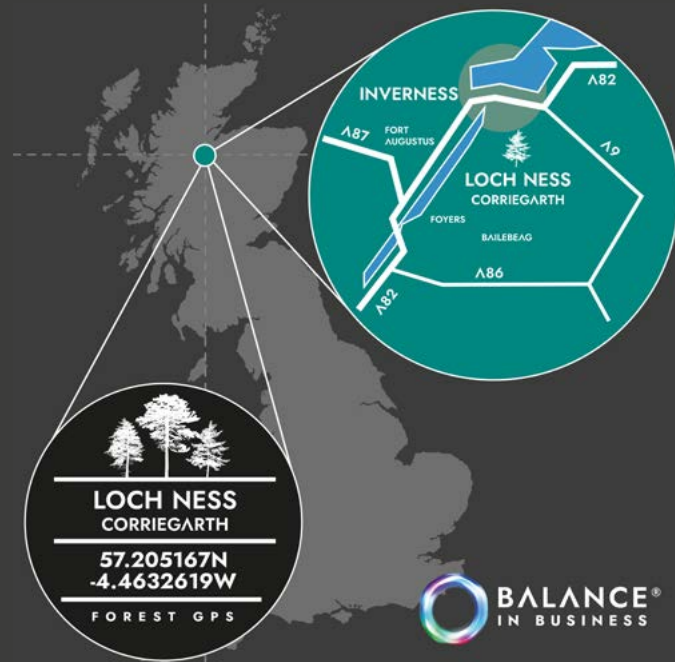 INVERNESS
A82
A87
FORT
AUGUSTUS
A9
LOCH NESS
CORRIEGARTH
FOYERS
BAILEBEAG
A86
A82
LOCH NESS
CORRIEGARTH
57.205167N
-4.4632619W
FOREST GPS
BALANCE®
IN BUSINESS